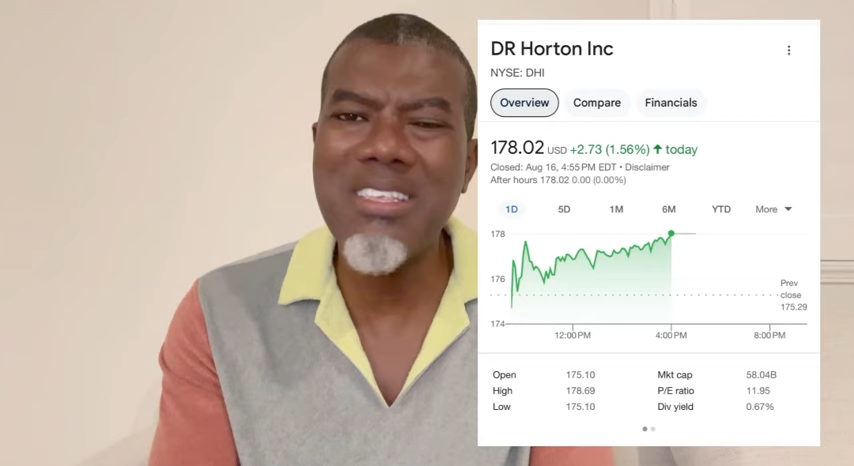 DR Horton Inc
NYSE: DHI
Overview Compare Financials
178.02 USD +2.73 (1.56%) ↑ today
Closed: Aug 16, 4:55 PM EDT • Disclaimer
After hours 178.02 0.00 (0.00%)
1D 5D 1M 6M YTD More
178
176
174
Prev
close
175.29
12:00 PM 4:00 PM 8:00 PM
Open 175.10 Mkt cap 58.04B
High 178.69 P/E ratio 11.95
Low 175.10 Div yield 0.67%